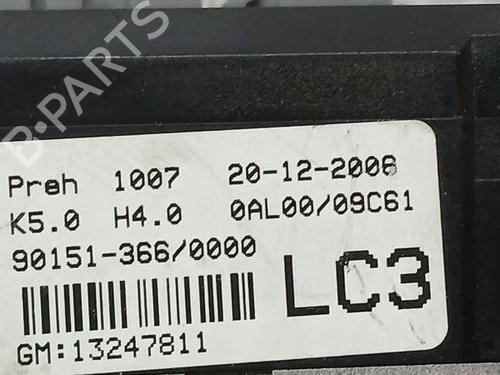 B-PARTS
Preh 1007 20-12-2006
K5.0 H4.0 0AL00/09C61
90151-366/0000
LC3
GM:13247811